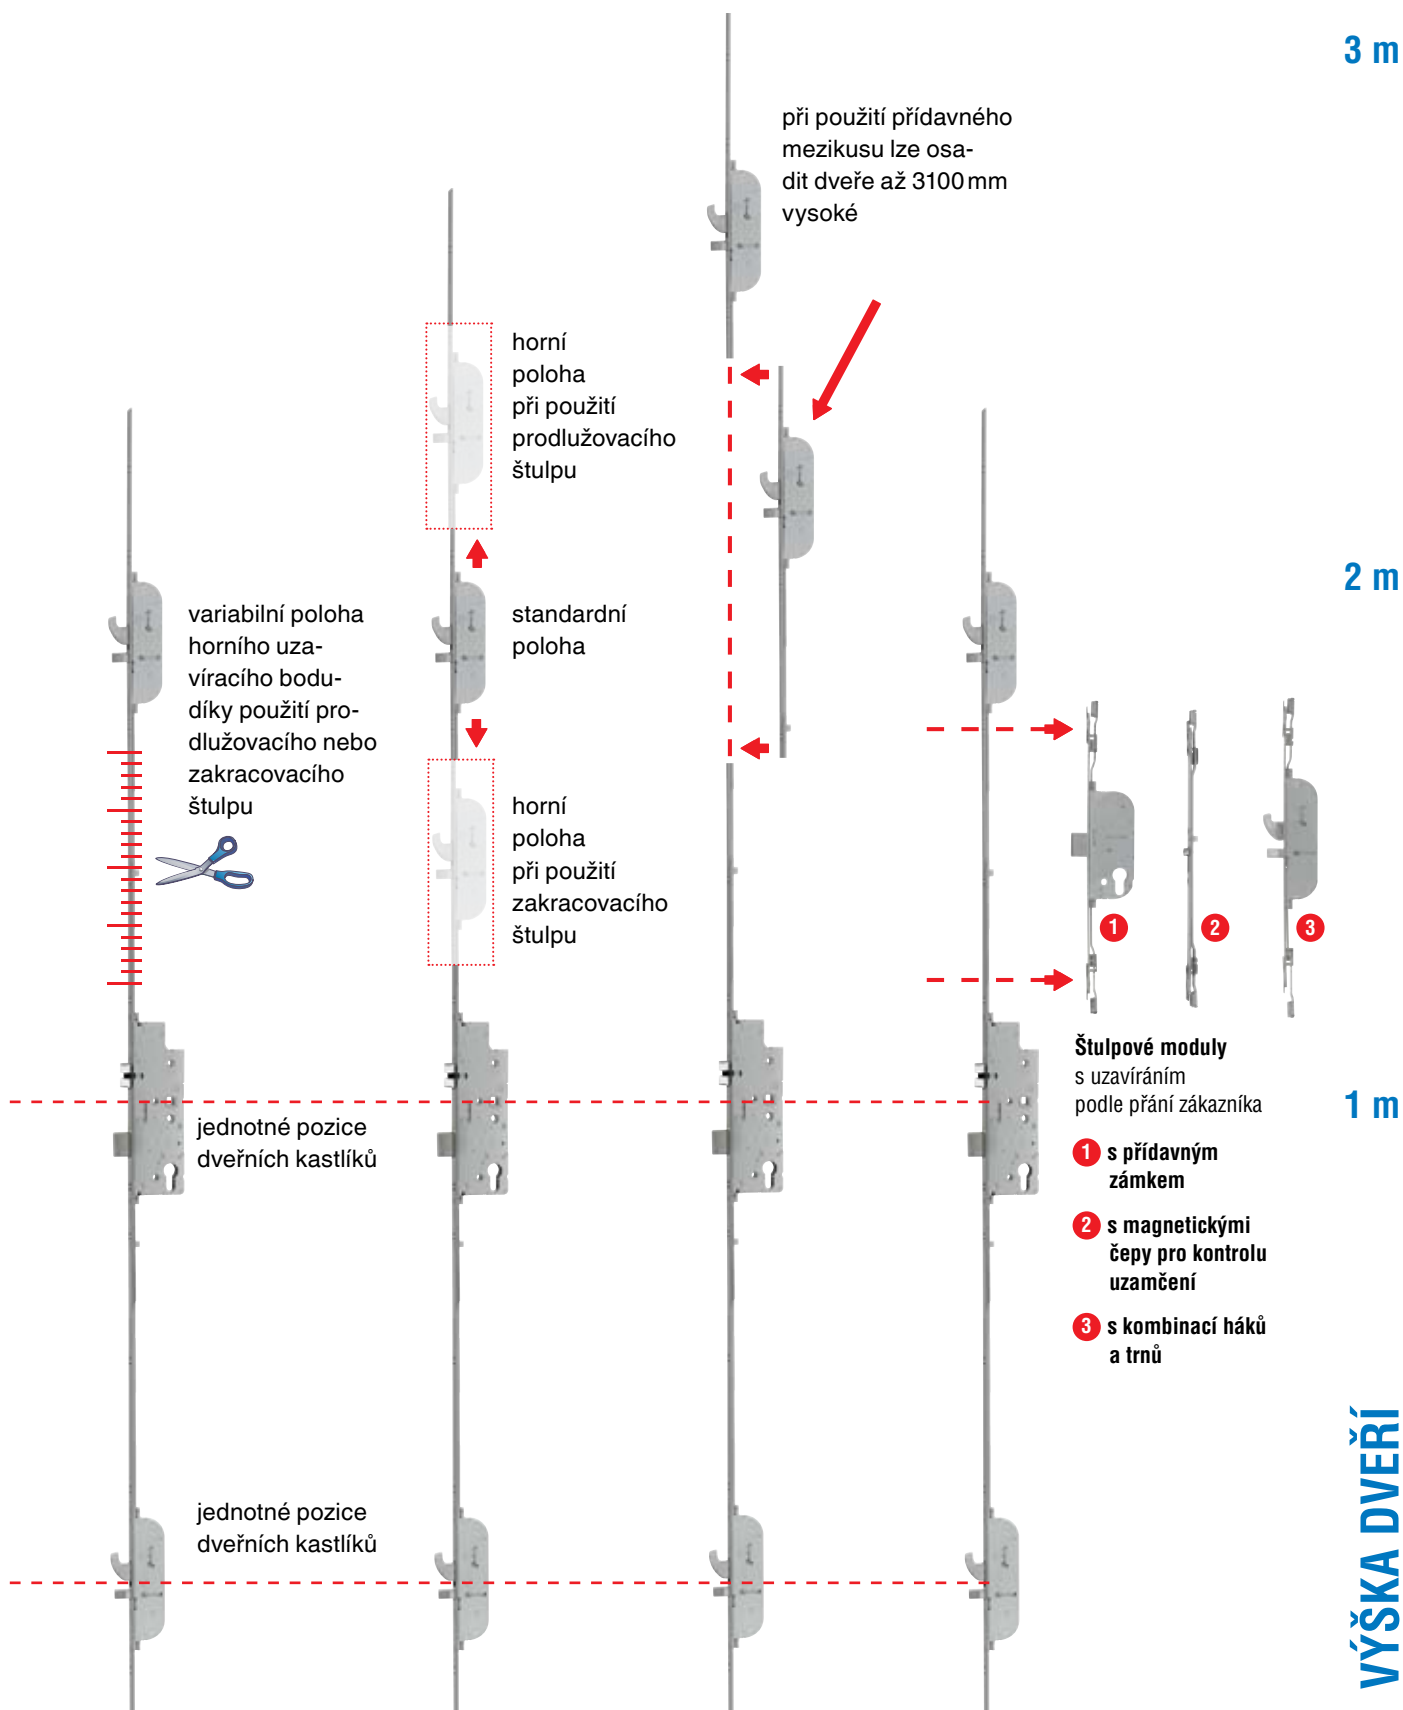 3 m
při použití přídavného
mezikusu lze osa-
dit dveře až 3100 mm
vysoké
horní
poloha
při použití
prodlužovacího
štulpu
2 m
variabilní poloha
horního uza-
víracího bodu-
díky použití pro-
dlužovacího nebo
zakracovacího
štulpu
standardní
poloha
horní
poloha
při použití
zakracovacího
štulpu
1
2
3
Štulpové moduly
s uzavíráním
podle přání zákazníka
1 m
jednotné pozice
dveřních kastlíků
1 s přídavným
zámkem
2 s magnetickými
čepy pro kontrolu
uzamčení
3 s kombinací háků
a trnů
jednotné pozice
dveřních kastlíků
VÝŠKA DVEŘÍ